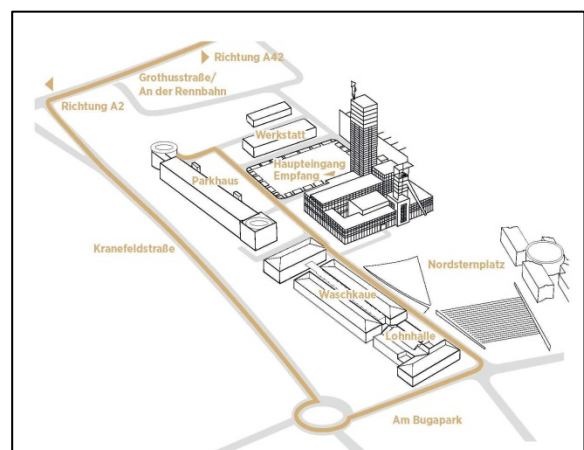 Richtung A42
Grothusstraße/
An der Rennbahn
Richtung A2
Werkstatt
Haupteingang
Empfang
Parkhaus
Kranefeldstraße
Nordsternplatz
Waschkaue
Lohnhalle
Am Bugapark